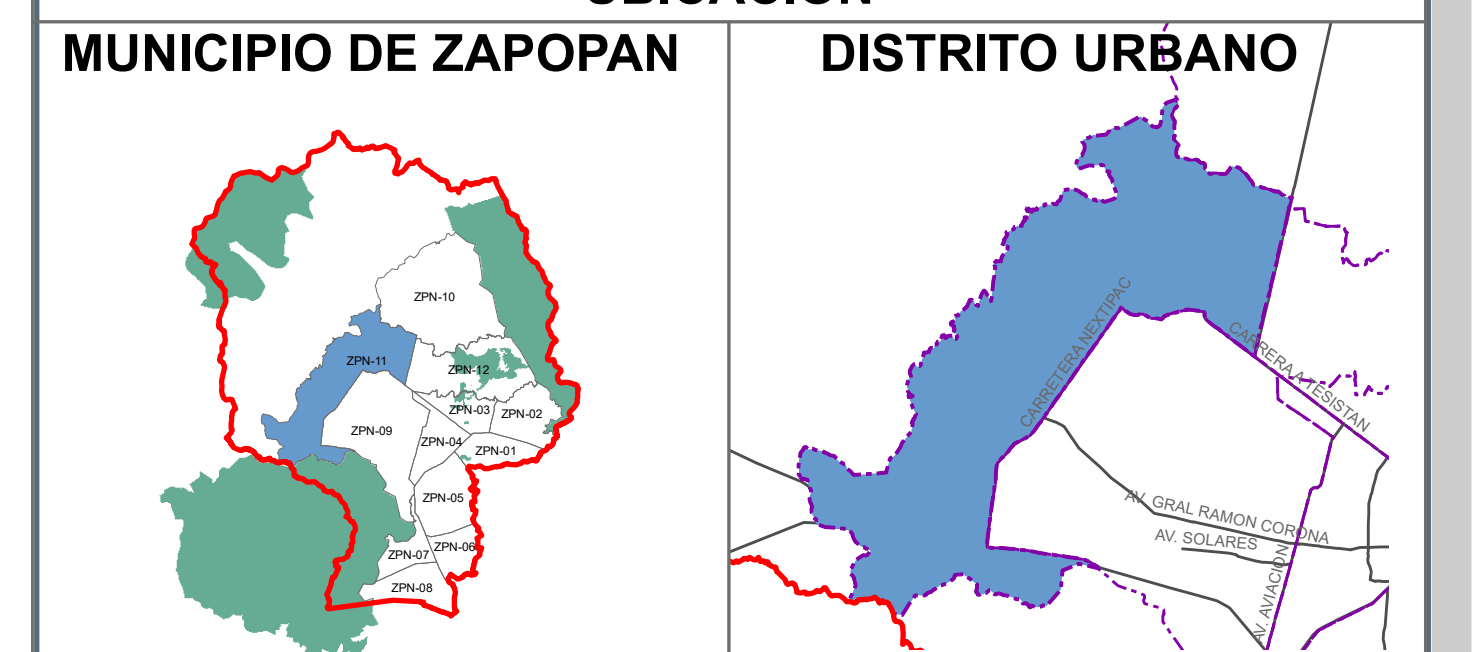 UBICACIÓN
MUNICIPIO DE ZAPOPAN
DISTRITO URBANO
ZPN-10
ZPN-11
ZPN-12
ZPN-03
ZPN-02
ZPN-09
ZPN-04
ZPN-01
ZPN-05
ZPN-06
ZPN-07
ZPN-08
CARRETERA NEXTIPAC
CARRERA A TESISTAN
AV. GRAL RAMON CORONA
AV. SOLARES
AV. AVIACION